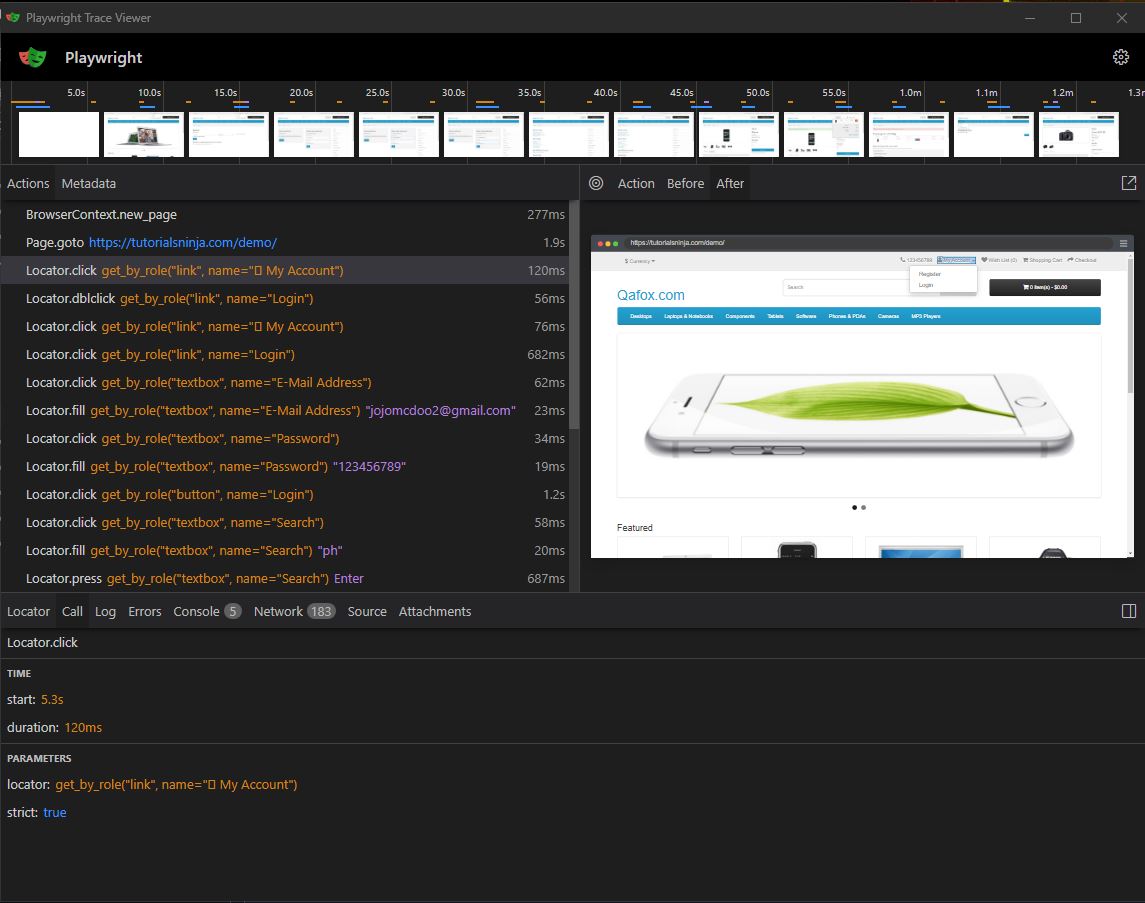 Playwright Trace Viewer
Playwright
5.0s 10.0s 15.0s 20.0s 25.0s 30.0s 35.0s 40.0s 45.0s 50.0s 55.0s 1.0m 1.1m 1.2m 1.3m
Actions Metadata
BrowserContext.new_page 277ms
Page.goto https://tutorialsninja.com/demo/ 1.9s
Locator.click get_by_role("link", name="▯ My Account") 120ms
Locator.dblclick get_by_role("link", name="Login") 56ms
Locator.click get_by_role("link", name="▯ My Account") 76ms
Locator.click get_by_role("link", name="Login") 682ms
Locator.click get_by_role("textbox", name="E-Mail Address") 62ms
Locator.fill get_by_role("textbox", name="E-Mail Address") "jojomcdoo2@gmail.com" 23ms
Locator.click get_by_role("textbox", name="Password") 34ms
Locator.fill get_by_role("textbox", name="Password") "123456789" 19ms
Locator.click get_by_role("button", name="Login") 1.2s
Locator.click get_by_role("textbox", name="Search") 58ms
Locator.fill get_by_role("textbox", name="Search") "ph" 20ms
Locator.press get_by_role("textbox", name="Search") Enter 687ms
Action Before After
https://tutorialsninja.com/demo/
$ Currency 123456789 My Account Wish List (0) Shopping Cart Checkout
Register
Login
Qafox.com
Search
0 item(s) - $0.00
Desktops Laptops & Notebooks Components Tablets Software Phones & PDAs Cameras MP3 Players
Featured
Locator Call Log Errors Console 5 Network 183 Source Attachments
Locator.click
TIME
start: 5.3s
duration: 120ms
PARAMETERS
locator: get_by_role("link", name="▯ My Account")
strict: true